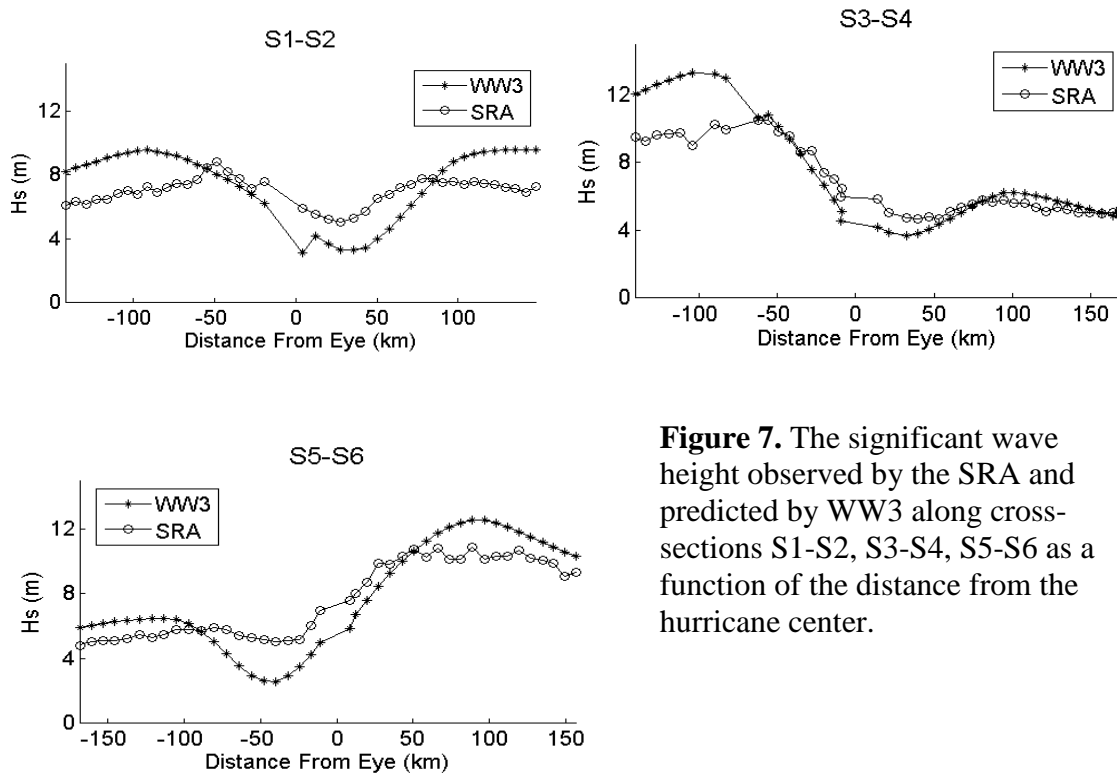 S1-S2
WW3
SRA
12
8
4
0
Hs (m)
-100
-50
0
50
100
Distance From Eye (km)
S3-S4
WW3
SRA
12
8
4
0
Hs (m)
-100
-50
0
50
100
150
Distance From Eye (km)
S5-S6
WW3
SRA
12
8
4
0
Hs (m)
-150
-100
-50
0
50
100
150
Distance From Eye (km)
Figure 7. The significant wave
height observed by the SRA and
predicted by WW3 along cross-
sections S1-S2, S3-S4, S5-S6 as a
function of the distance from the
hurricane center.